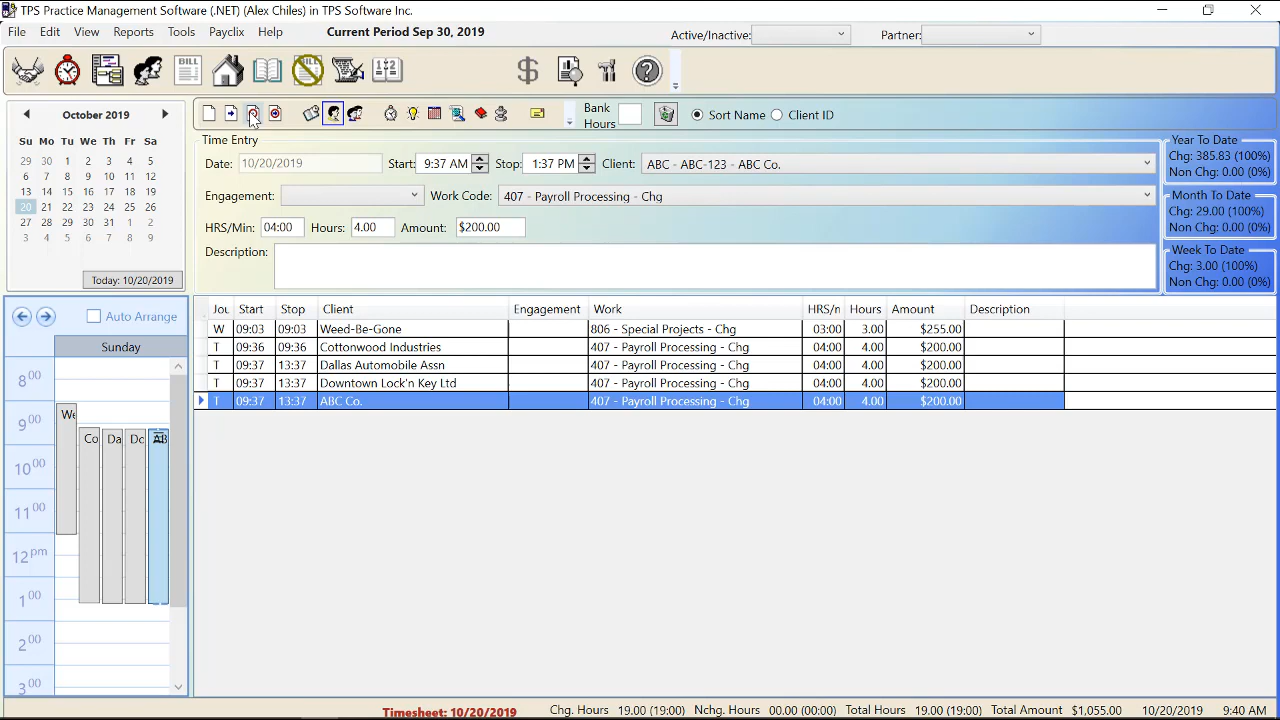 TPS Practice Management Software (.NET) (Alex Chiles) in TPS Software Inc.
File Edit View Reports Tools Payclix Help Current Period Sep 30, 2019 Active/Inactive: Partner:
BILL BILL
October 2019
Su Mo Tu We Th Fr Sa
29 30 1 2 3 4 5
6 7 8 9 10 11 12
13 14 15 16 17 18 19
20 21 22 23 24 25 26
27 28 29 30 31 1 2
3 4 5 6 7 8 9
Today: 10/20/2019
Bank Hours Sort Name Client ID
Time Entry
Date: 10/20/2019 Start: 9:37 AM Stop: 1:37 PM Client: ABC - ABC-123 - ABC Co.
Engagement: Work Code: 407 - Payroll Processing - Chg
HRS/Min: 04:00 Hours: 4.00 Amount: $200.00
Description:
Year To Date
Chg: 385.83 (100%)
Non Chg: 0.00 (0%)
Month To Date
Chg: 29.00 (100%)
Non Chg: 0.00 (0%)
Week To Date
Chg: 3.00 (100%)
Non Chg: 0.00 (0%)
Auto Arrange
Sunday
8 00
9 00
10 00
11 00
12 pm
1 00
2 00
3 00
We Co Da Do AB
Jou Start Stop Client Engagement Work HRS/n Hours Amount Description
W 09:03 09:03 Weed-Be-Gone 806 - Special Projects - Chg 03:00 3.00 $255.00
T 09:36 09:36 Cottonwood Industries 407 - Payroll Processing - Chg 04:00 4.00 $200.00
T 09:37 13:37 Dallas Automobile Assn 407 - Payroll Processing - Chg 04:00 4.00 $200.00
T 09:37 13:37 Downtown Lock'n Key Ltd 407 - Payroll Processing - Chg 04:00 4.00 $200.00
T 09:37 13:37 ABC Co. 407 - Payroll Processing - Chg 04:00 4.00 $200.00
Timesheet: 10/20/2019 Chg. Hours 19.00 (19:00) Nchg. Hours 00.00 (00:00) Total Hours 19.00 (19:00) Total Amount $1,055.00 10/20/2019 9:40 AM